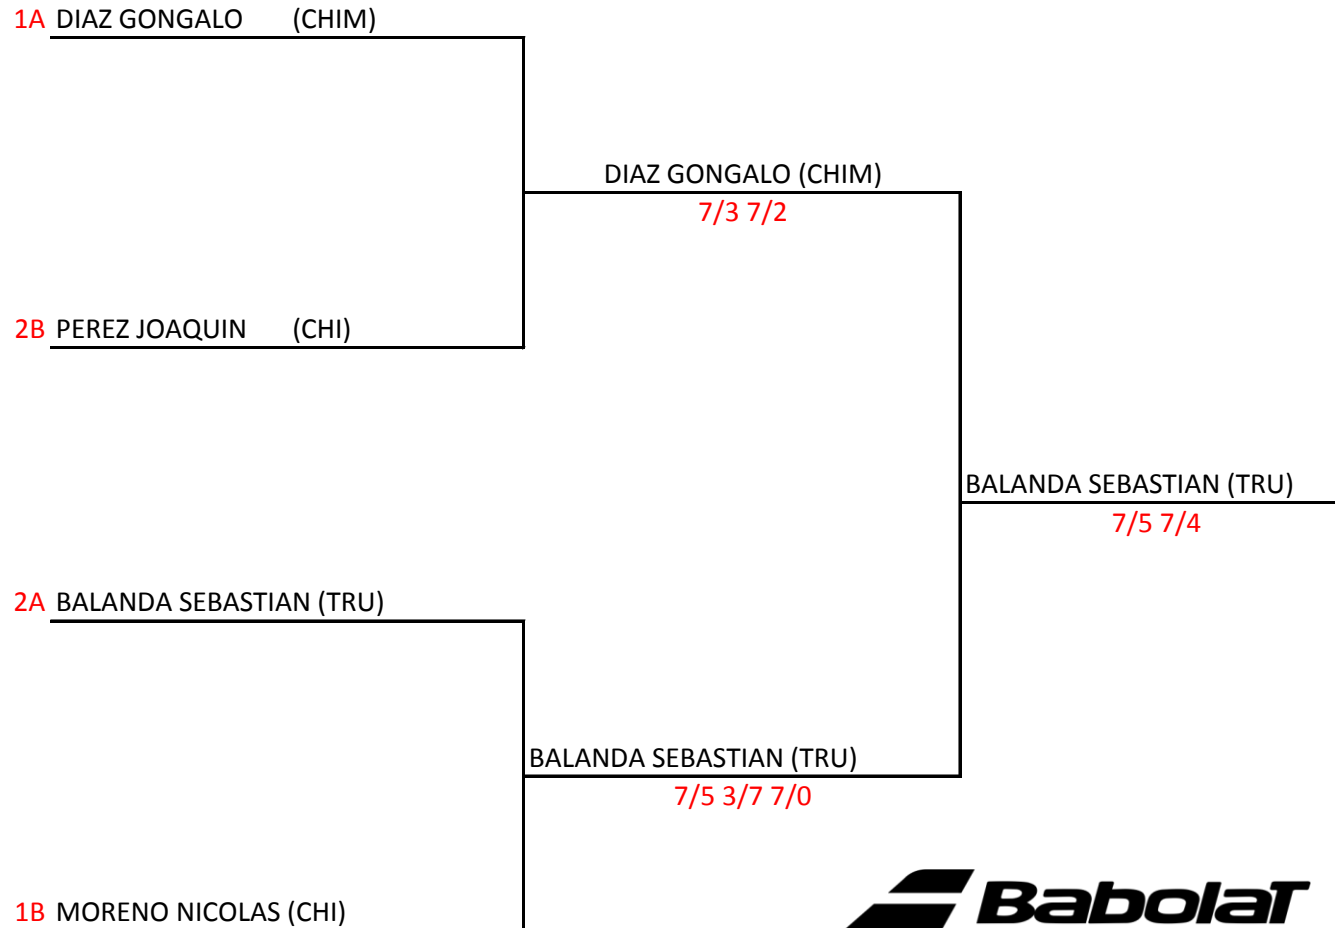 1A DIAZ GONGALO (CHIM)
DIAZ GONGALO (CHIM)
7/3 7/2
2B PEREZ JOAQUIN (CHI)
BALANDA SEBASTIAN (TRU)
7/5 7/4
2A BALANDA SEBASTIAN (TRU)
BALANDA SEBASTIAN (TRU)
7/5 3/7 7/0
1B MORENO NICOLAS (CHI)
BabolaT